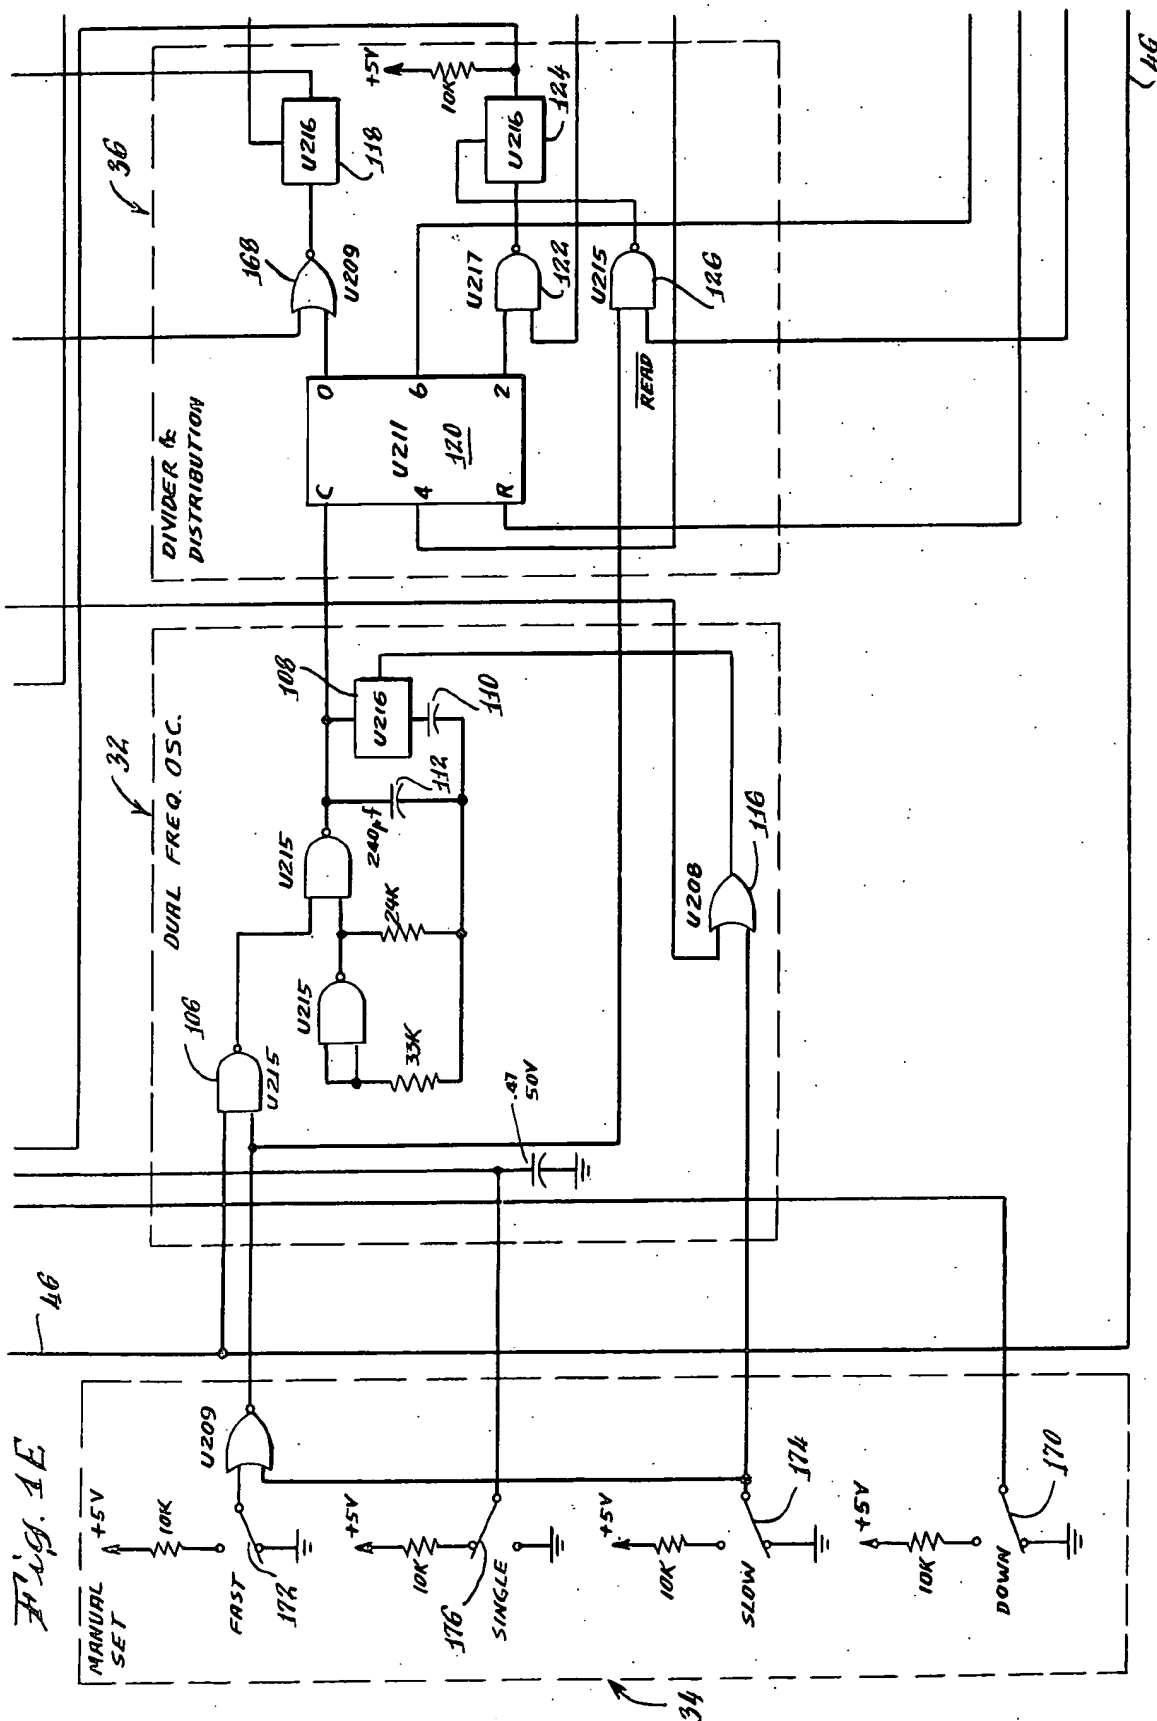 Fig. 1E
MANUAL
SET
+5V
10K
FAST
172
U209
+5V
10K
176
SINGLE
+5V
10K
SLOW
174
+5V
10K
DOWN
170
34
46
32
DUAL FREQ. OSC.
106
U215
U215
33K
.47
50V
U215
24K
240pf
112
108
U216
110
U208
116
36
DIVIDER &
DISTRIBUTION
C
O
4
U211
6
120
R
2
168
U209
U216
118
+5V
10K
U217
122
U216
124
U215
126
READ
46